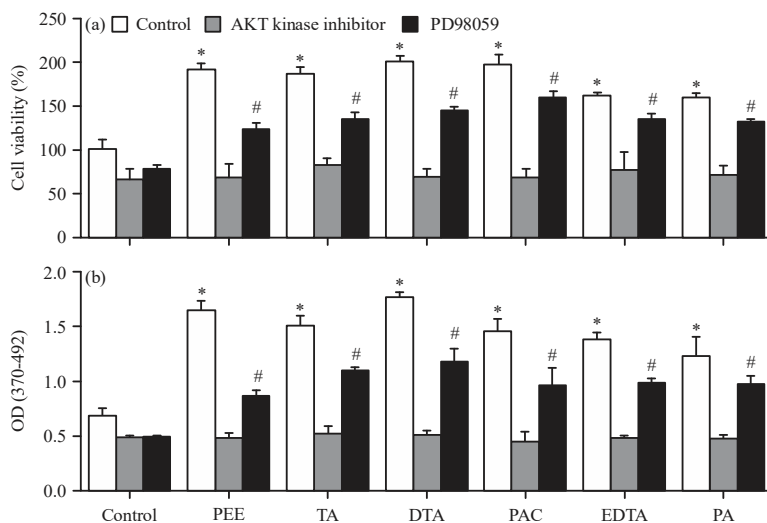 (a) Control AKT kinase inhibitor PD98059
Cell viability (%)
250
200
150
100
50
0
* * * * * *
# # # # # #
(b)
OD (370-492)
2.0
1.5
1.0
0.5
0.0
* * * * * *
# # # # # #
Control PEE TA DTA PAC EDTA PA